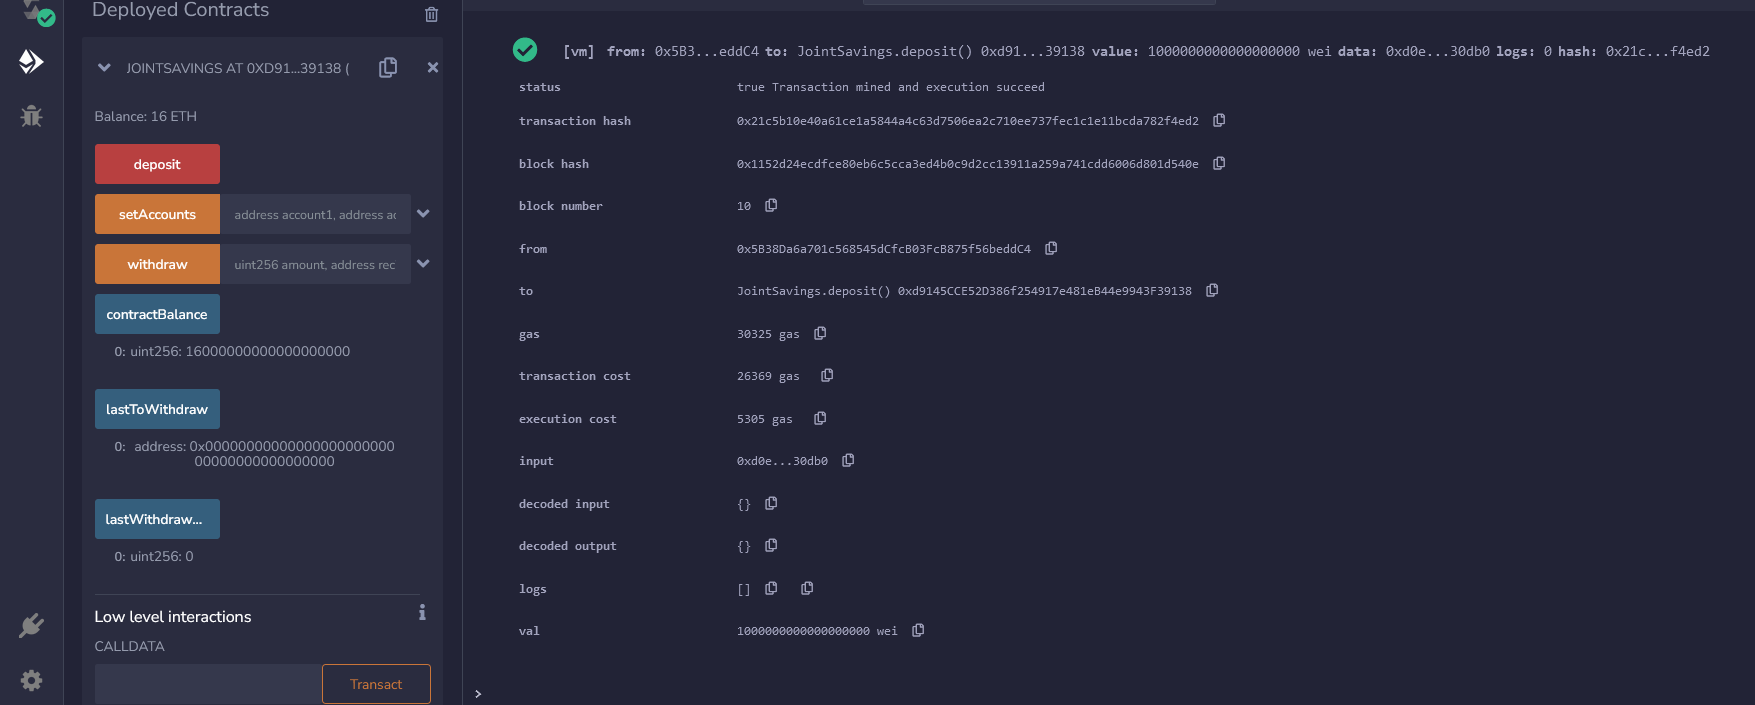 Deployed Contracts
JOINTSAVINGS AT 0XD91...39138 (
Balance: 16 ETH
deposit
setAccounts address account1, address ac
withdraw uint256 amount, address rec
contractBalance
0: uint256: 16000000000000000000
lastToWithdraw
0: address: 0x00000000000000000000000
00000000000000000
lastWithdraw...
0: uint256: 0
Low level interactions
CALLDATA
Transact
[vm] from: 0x5B3...eddC4 to: JointSavings.deposit() 0xd91...39138 value: 1000000000000000000 wei data: 0xd0e...30db0 logs: 0 hash: 0x21c...f4ed2
status true Transaction mined and execution succeed
transaction hash 0x21c5b10e40a61ce1a5844a4c63d7506ea2c710ee737fec1c1e11bcda782f4ed2
block hash 0x1152d24ecdfce80eb6c5cca3ed4b0c9d2cc13911a259a741cdd6006d801d540e
block number 10
from 0x5B38Da6a701c568545dCfcB03FcB875f56beddC4
to JointSavings.deposit() 0xd9145CCE52D386f254917e481eB44e9943F39138
gas 30325 gas
transaction cost 26369 gas
execution cost 5305 gas
input 0xd0e...30db0
decoded input {}
decoded output {}
logs []
val 1000000000000000000 wei
>